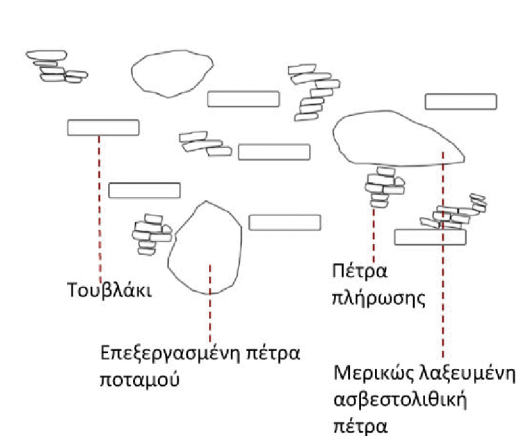 Τουβλάκι
Πέτρα
πλήρωσης
Επεξεργασμένη πέτρα
ποταμού
Μερικώς λαξευμένη
ασβεστολιθική
πέτρα